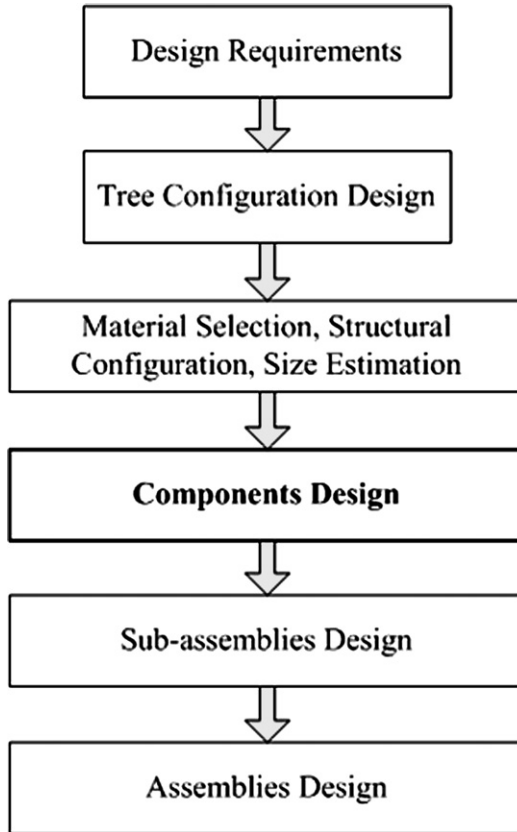 Design Requirements
Tree Configuration Design
Material Selection, Structural
Configuration, Size Estimation
Components Design
Sub-assemblies Design
Assemblies Design